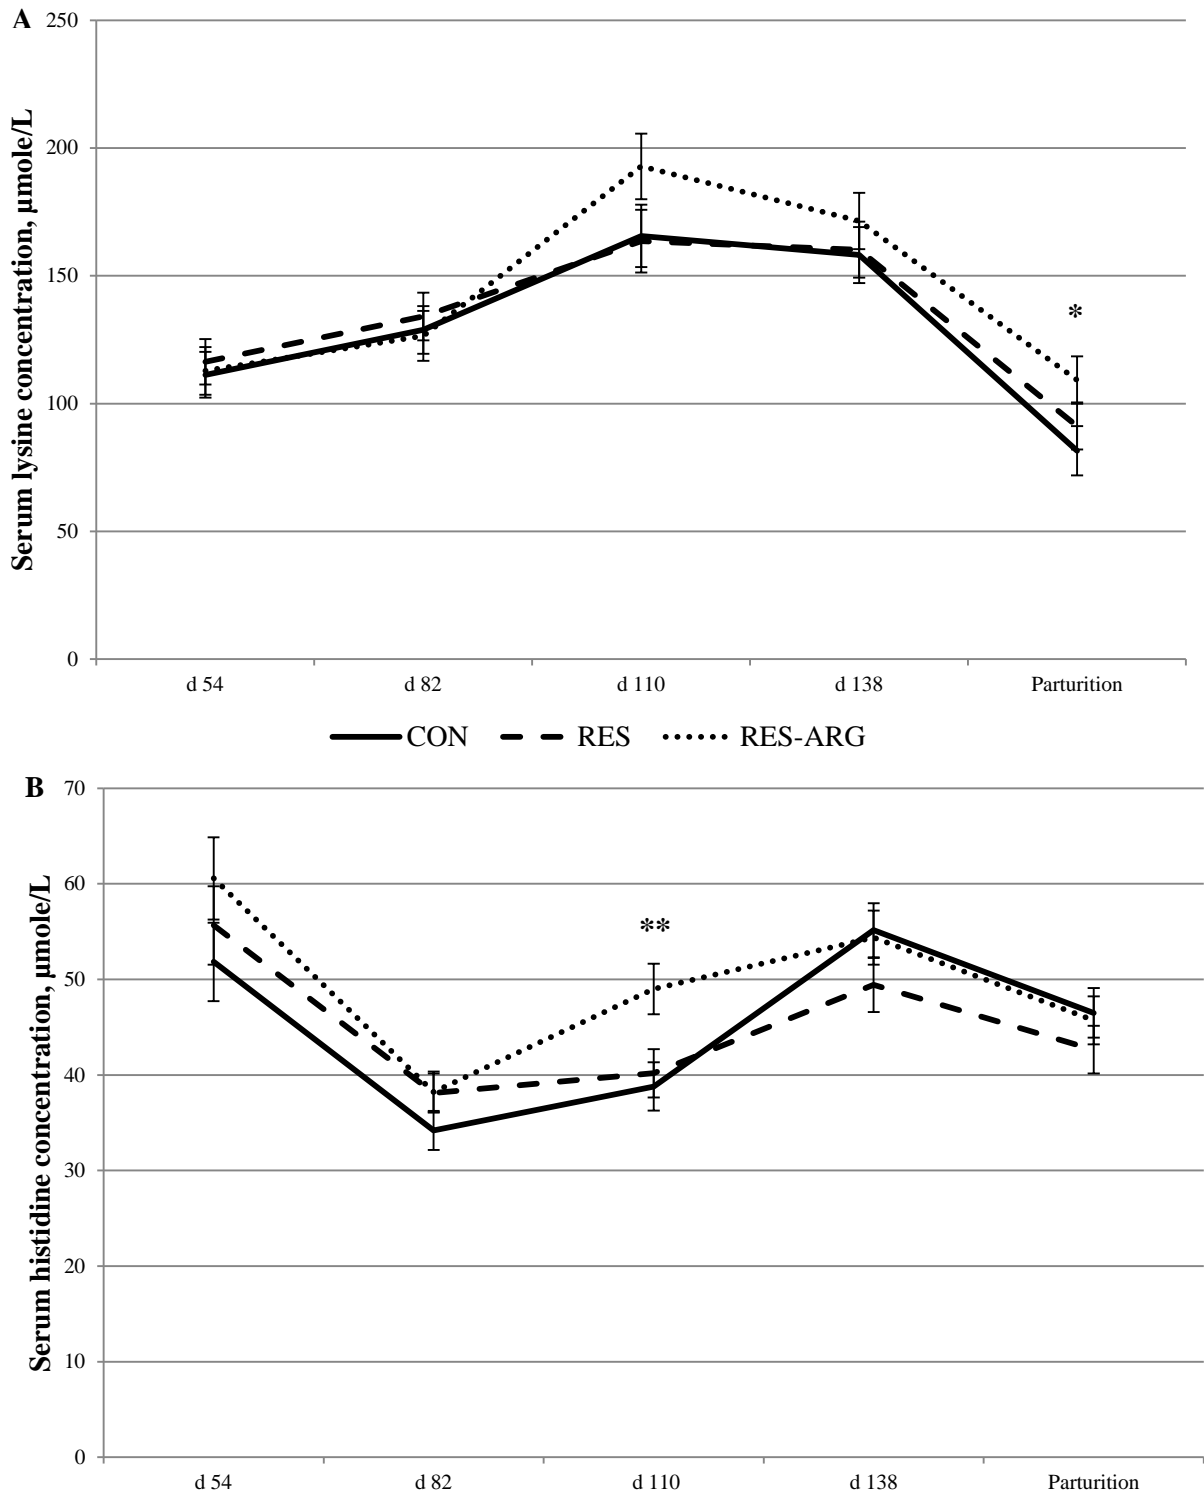 A
250
200
150
100
50
0
Serum lysine concentration, µmole/L
*
d 54 d 82 d 110 d 138 Parturition
CON RES RES-ARG
B
70
60
50
40
30
20
10
0
Serum histidine concentration, µmole/L
**
d 54 d 82 d 110 d 138 Parturition